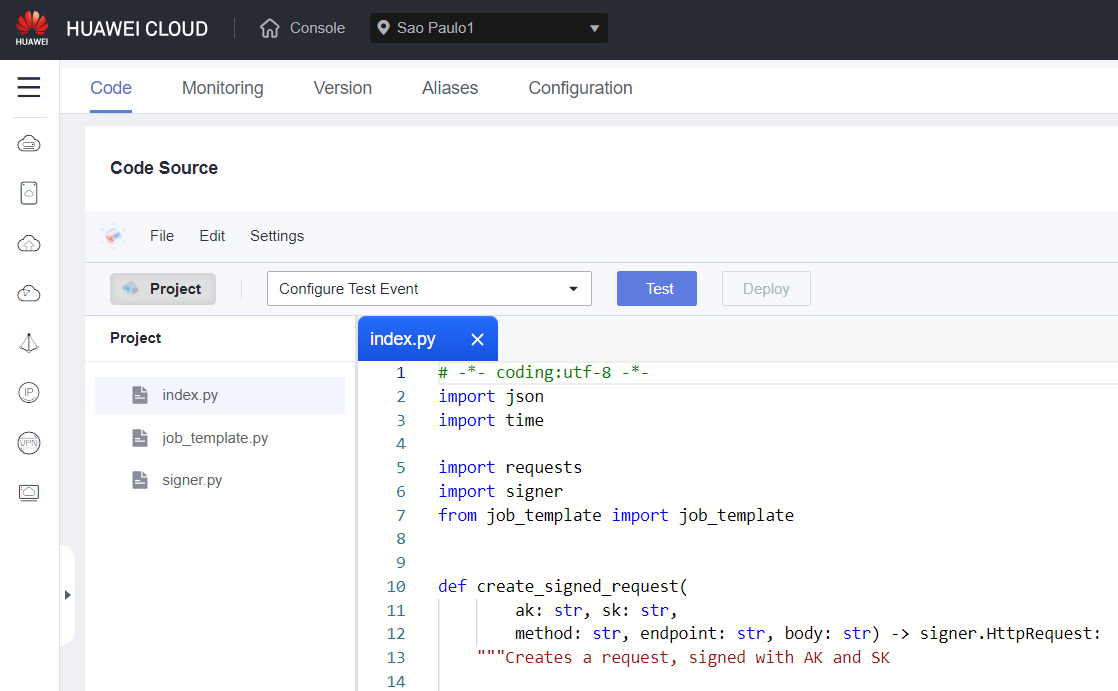 HUAWEI
HUAWEI CLOUD
Console
Sao Paulo1
Code
Monitoring
Version
Aliases
Configuration
Code Source
File
Edit
Settings
Project
Configure Test Event
Test
Deploy
Project
index.py
index.py
job_template.py
signer.py
IP
VPN
1 # -*- coding:utf-8 -*-
2 import json
3 import time
4
5 import requests
6 import signer
7 from job_template import job_template
8
9
10 def create_signed_request(
11 ak: str, sk: str,
12 method: str, endpoint: str, body: str) -> signer.HttpRequest:
13 """Creates a request, signed with AK and SK
14